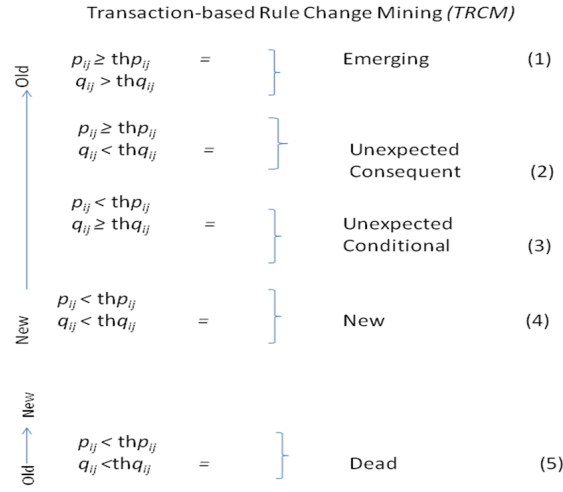 Transaction-based Rule Change Mining (TRCM)
Old
pij ≥ thpij = Emerging (1)
qij > thqij
pij ≥ thpij
qij < thqij = Unexpected
Consequent (2)
pij < thpij
qij ≥ thqij = Unexpected
Conditional (3)
pij < thpij
qij < thqij = New (4)
New
New
pij < thpij
qij <thqij = Dead (5)
Old